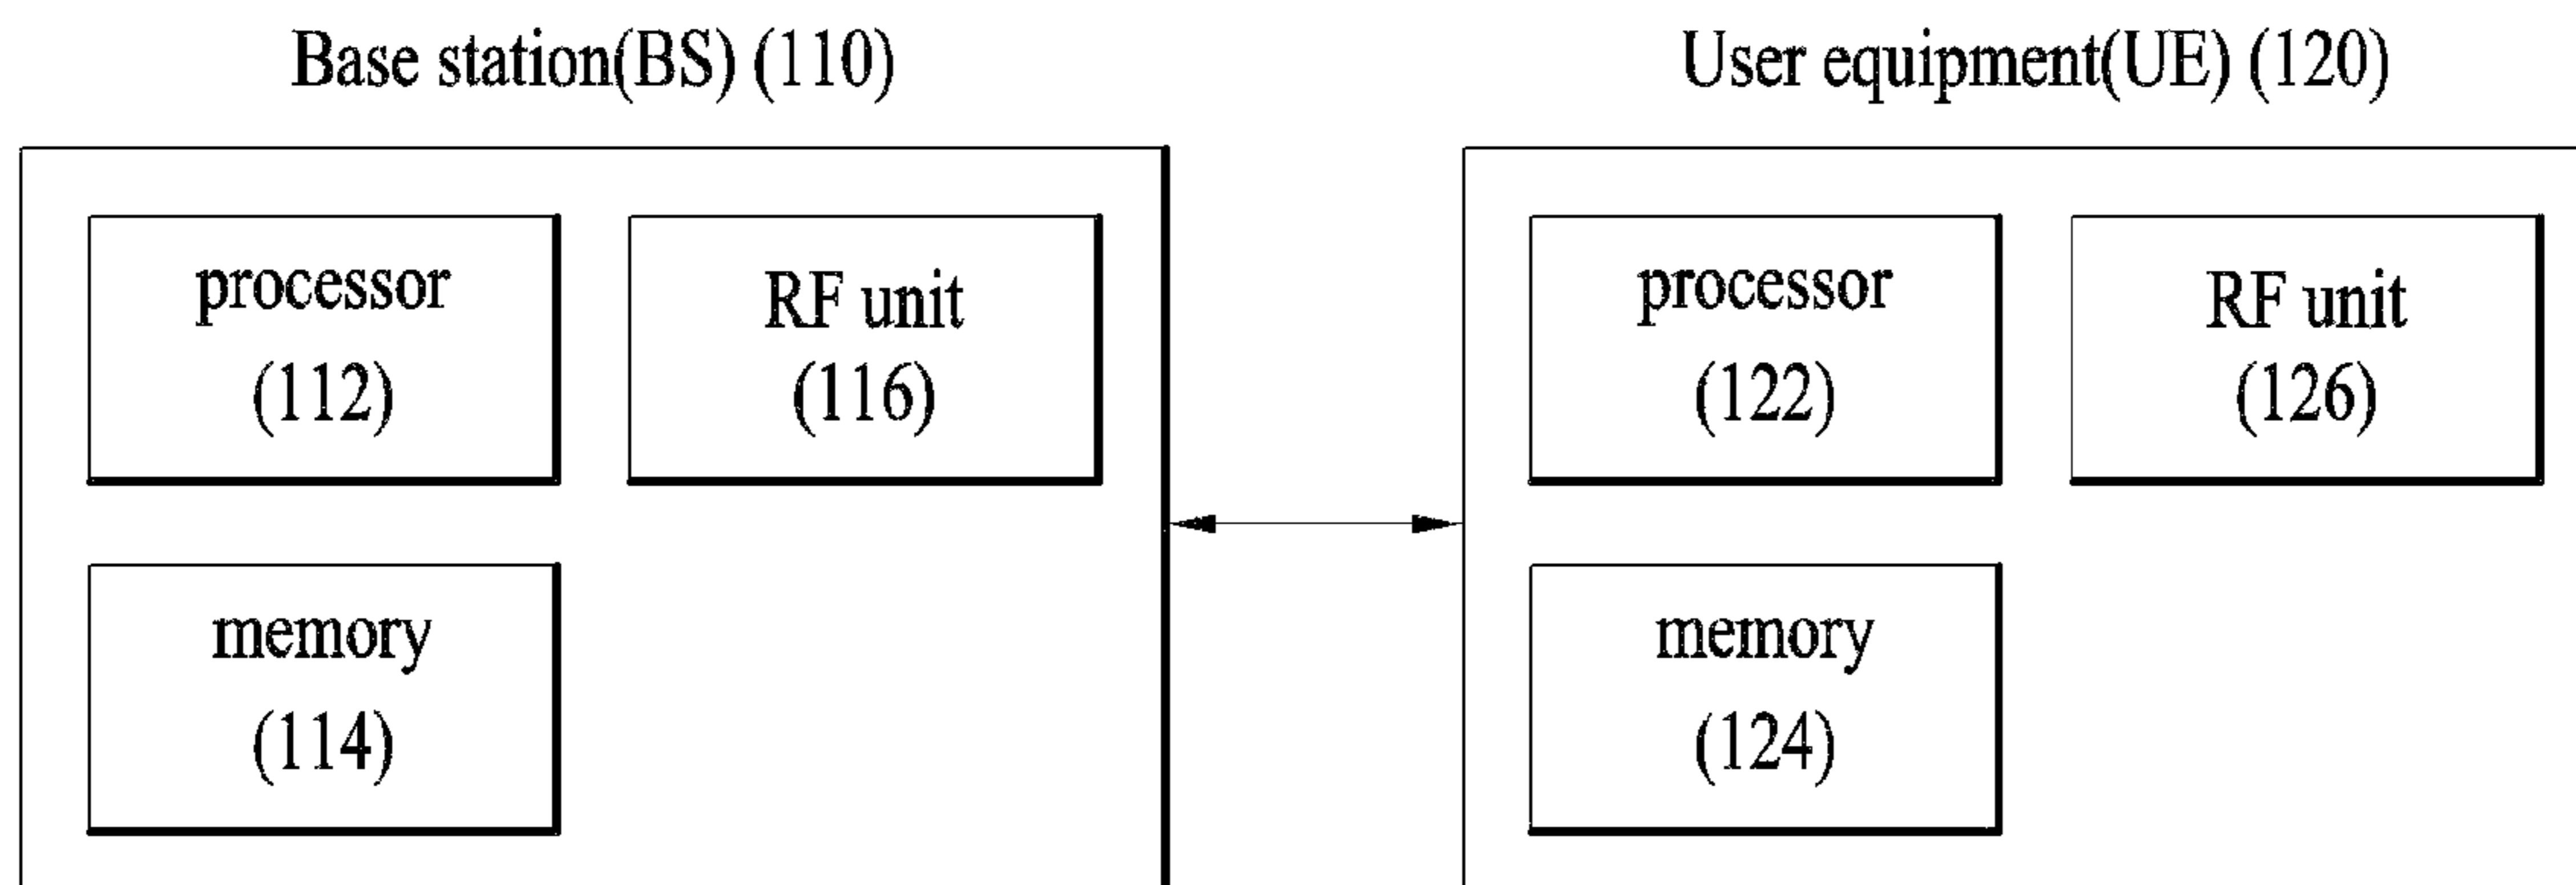 Base station(BS) (110)
processor
(112)
RF unit
(116)
memory
(114)
User equipment(UE) (120)
processor
(122)
RF unit
(126)
memory
(124)